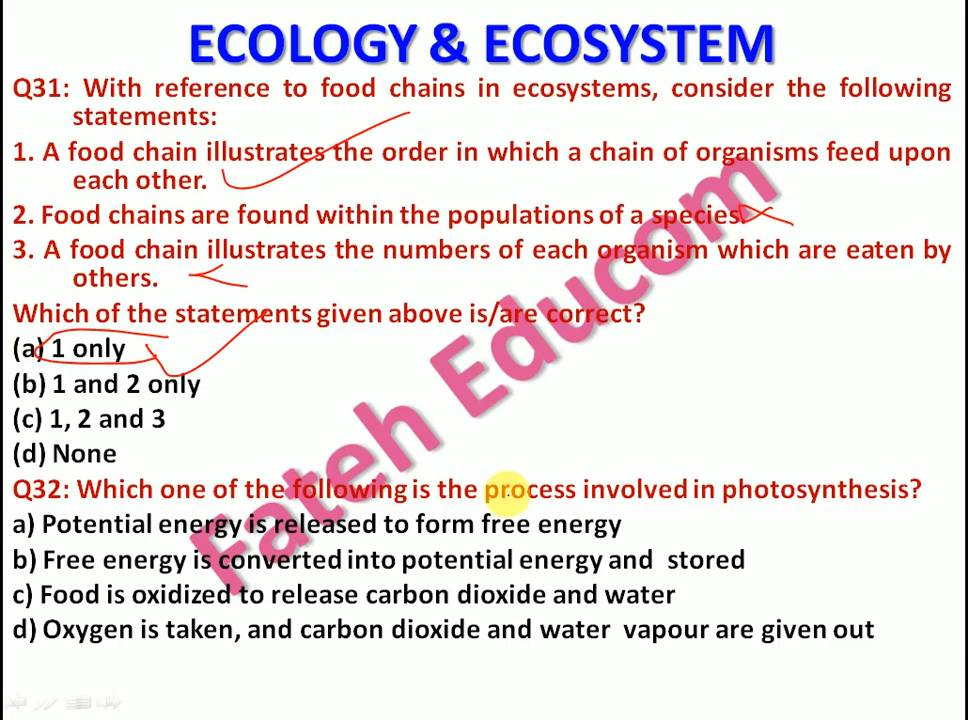 ECOLOGY & ECOSYSTEM
Q31: With reference to food chains in ecosystems, consider the following
statements:
1. A food chain illustrates the order in which a chain of organisms feed upon
each other.
2. Food chains are found within the populations of a species.
3. A food chain illustrates the numbers of each organism which are eaten by
others.
Which of the statements given above is/are correct?
(a) 1 only
(b) 1 and 2 only
(c) 1, 2 and 3
(d) None
Q32: Which one of the following is the process involved in photosynthesis?
a) Potential energy is released to form free energy
b) Free energy is converted into potential energy and stored
c) Food is oxidized to release carbon dioxide and water
d) Oxygen is taken, and carbon dioxide and water vapour are given out
Fateh Educom